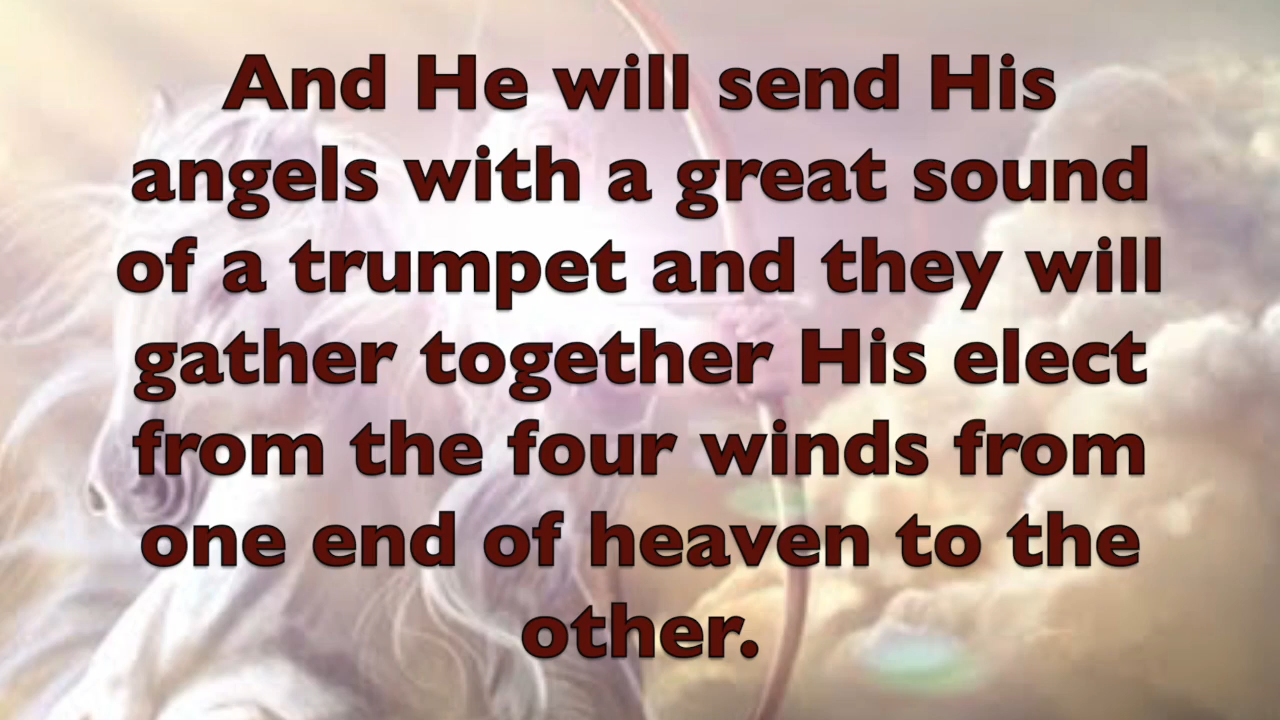 And He will send His
angels with a great sound
of a trumpet and they will
gather together His elect
from the four winds from
one end of heaven to the
other.